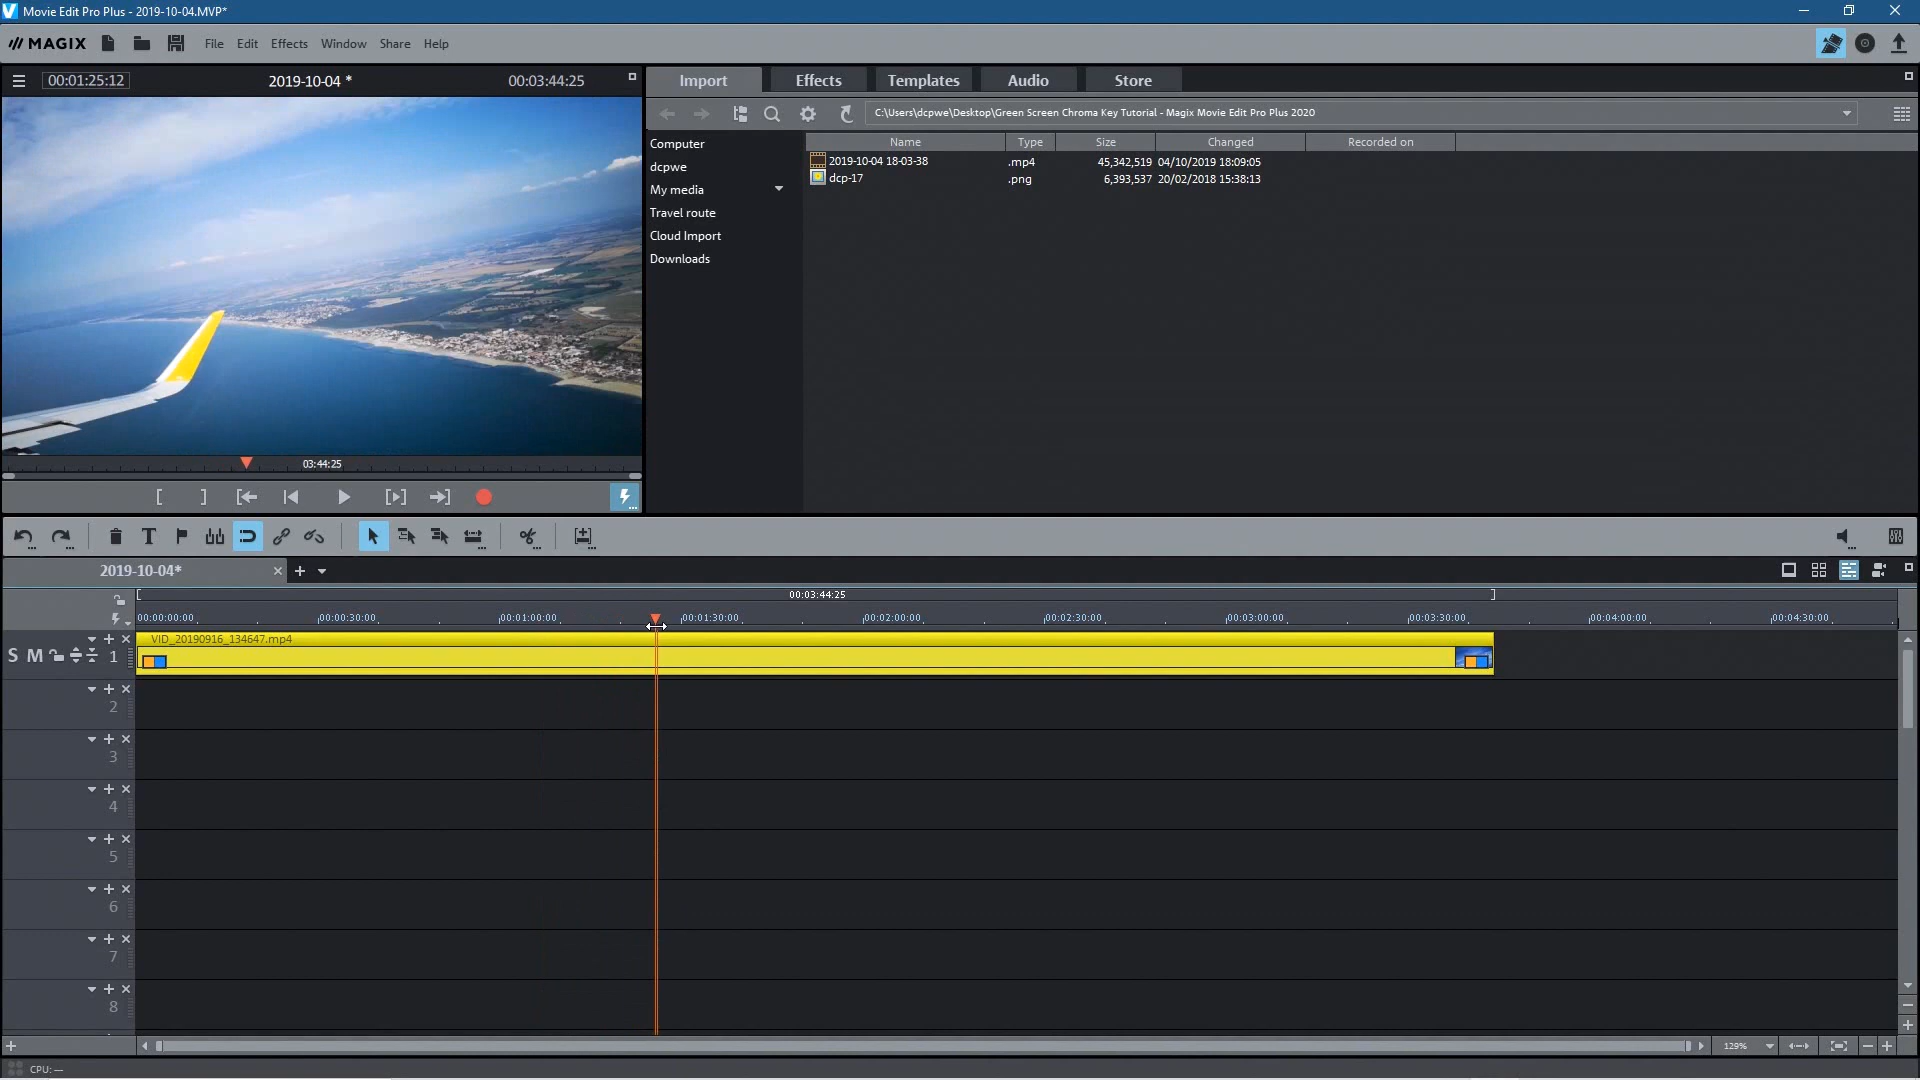 Movie Edit Pro Plus - 2019-10-04.MVP*
MAGIX File Edit Effects Window Share Help
00:01:25:12 2019-10-04 * 00:03:44:25
Import Effects Templates Audio Store
C:\Users\dcpwe\Desktop\Green Screen Chroma Key Tutorial - Magix Movie Edit Pro Plus 2020
Computer
dcpwe
My media
Travel route
Cloud Import
Downloads
Name Type Size Changed Recorded on
2019-10-04 18-03-38 .mp4 45,342,519 04/10/2019 18:09:05
dcp-17 .png 6,393,537 20/02/2018 15:38:13
03:44:25
2019-10-04*
00:03:44:25
00:00:00:00 00:00:30:00 00:01:00:00 00:01:30:00 00:02:00:00 00:02:30:00 00:03:00:00 00:03:30:00 00:04:00:00 00:04:30:00
VID_20190916_134647.mp4
S M 1
2
3
4
5
6
7
8
129%
CPU: —